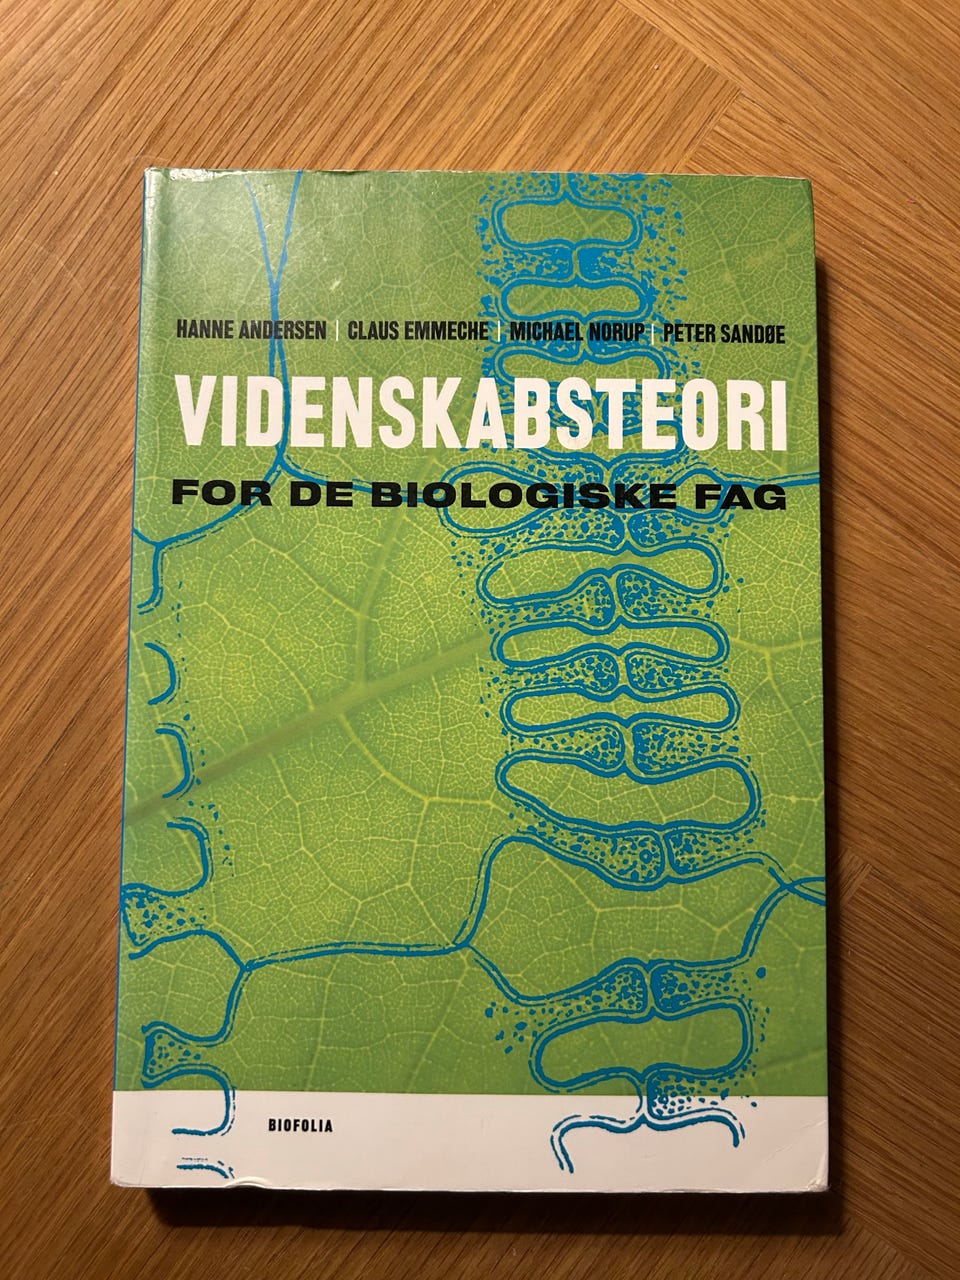 HANNE ANDERSEN | CLAUS EMMECHE | MICHAEL NORUP | PETER SANDØE
VIDENSKABSTEORI
FOR DE BIOLOGISKE FAG
BIOFOLIA